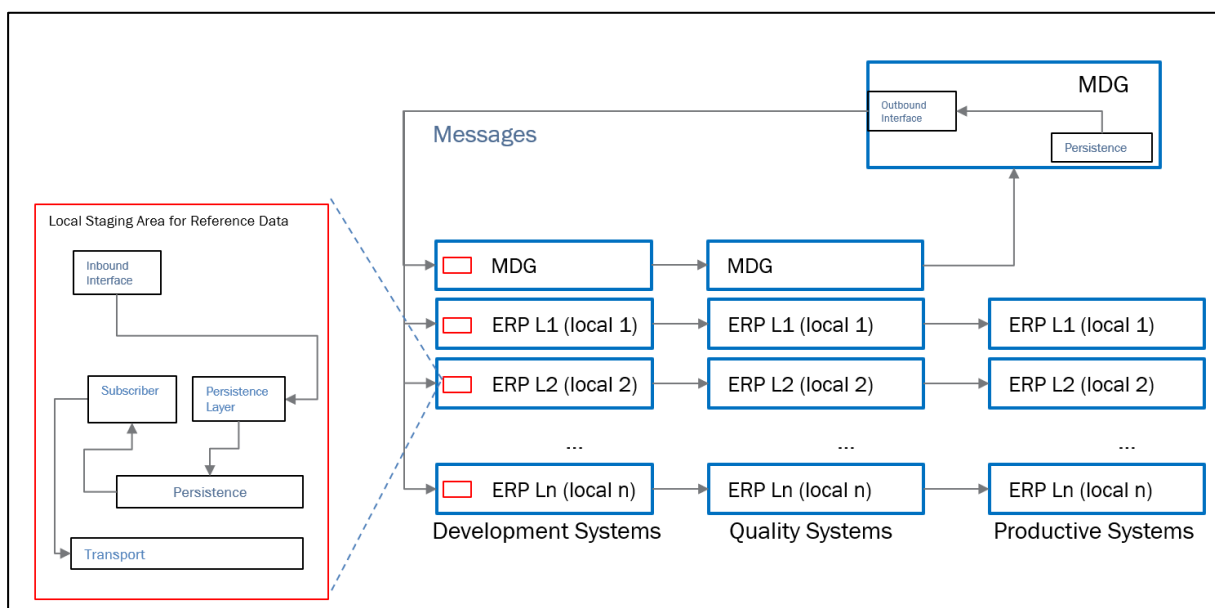 MDG
Outbound
Interface
Persistence
Messages
Local Staging Area for Reference Data
Inbound
Interface
Subscriber
Persistence
Layer
Persistence
Transport
MDG
MDG
ERP L1 (local 1)
ERP L1 (local 1)
ERP L1 (local 1)
ERP L2 (local 2)
ERP L2 (local 2)
ERP L2 (local 2)
...
...
...
ERP Ln (local n)
ERP Ln (local n)
ERP Ln (local n)
Development Systems
Quality Systems
Productive Systems